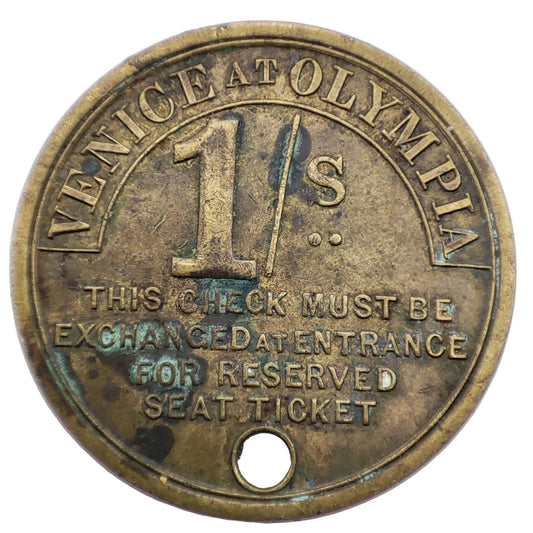 VENICE AT OLYMPIA
1/S
THIS CHECK MUST BE
EXCHANGED AT ENTRANCE
FOR RESERVED
SEAT TICKET